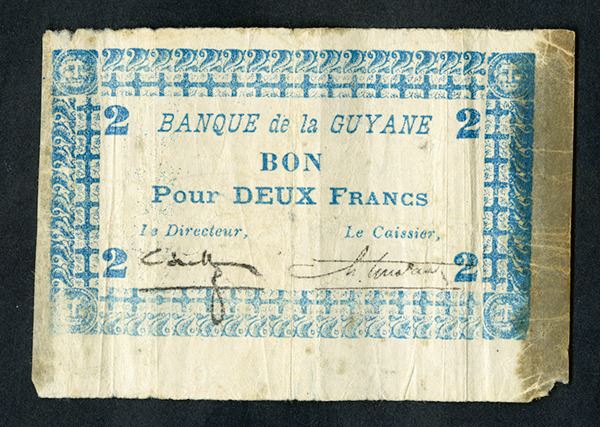 2 BANQUE de la GUYANE 2
BON
Pour DEUX FRANCS
Le Directeur, Le Caissier,
2 2